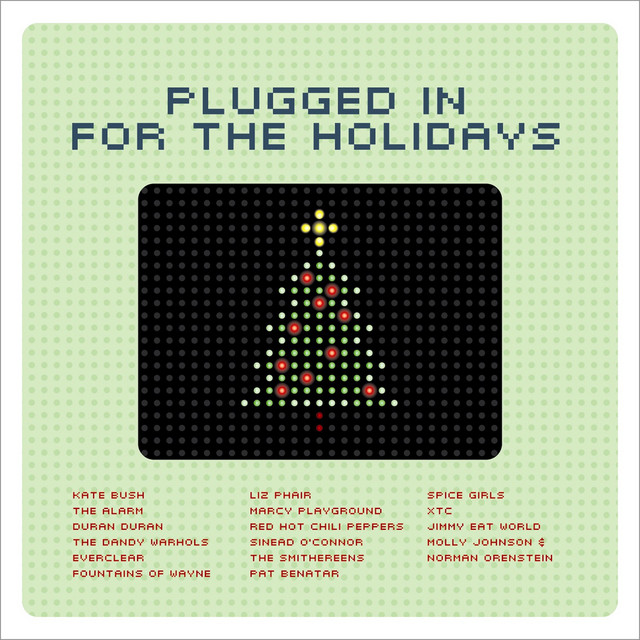 PLUGGED IN
FOR THE HOLIDAYS
KATE BUSH
THE ALARM
DURAN DURAN
THE DANDY WARHOLS
EVERCLEAR
FOUNTAINS OF WAYNE
LIZ PHAIR
MARCY PLAYGROUND
RED HOT CHILI PEPPERS
SINEAD O'CONNOR
THE SMITHEREENS
PAT BENATAR
SPICE GIRLS
XTC
JIMMY EAT WORLD
MOLLY JOHNSON &
NORMAN ORENSTEIN